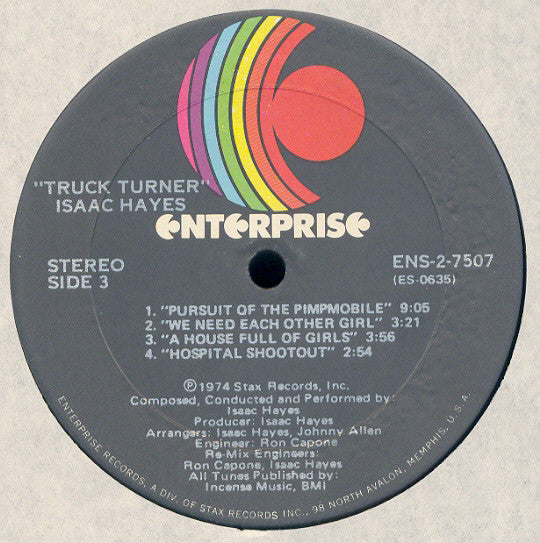 "TRUCK TURNER"
ISAAC HAYES
ENTERPRISE
STEREO
SIDE 3
ENS-2-7507
(ES-0635)
1. "PURSUIT OF THE PIMPMOBILE" 9:05
2. "WE NEED EACH OTHER GIRL" 3:21
3. "A HOUSE FULL OF GIRLS" 3:56
4. "HOSPITAL SHOOTOUT" 2:54
℗1974 Stax Records, Inc.
Composed, Conducted and Performed by:
Isaac Hayes
Producer: Isaac Hayes
Arrangers: Isaac Hayes, Johnny Allen
Engineer: Ron Capone
Re-Mix Engineers:
Ron Capone, Isaac Hayes
All Tunes Published by:
Incense Music, BMI
ENTERPRISE RECORDS, A DIV. OF STAX RECORDS INC., 98 NORTH AVALON, MEMPHIS, U.S.A.